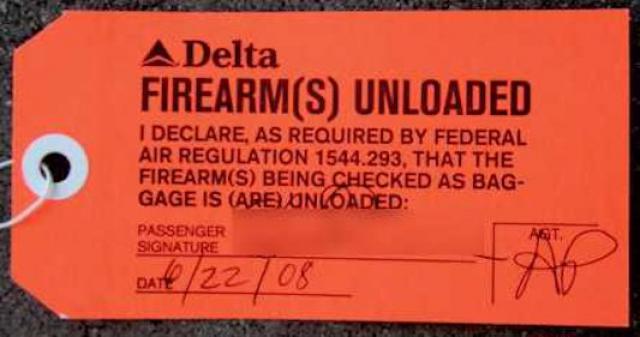 Delta
FIREARM(S) UNLOADED
I DECLARE, AS REQUIRED BY FEDERAL
AIR REGULATION 1544.293, THAT THE
FIREARM(S) BEING CHECKED AS BAG-
GAGE IS (ARE) UNLOADED:
PASSENGER
SIGNATURE
AGT.
AP
DATE 6/22/08